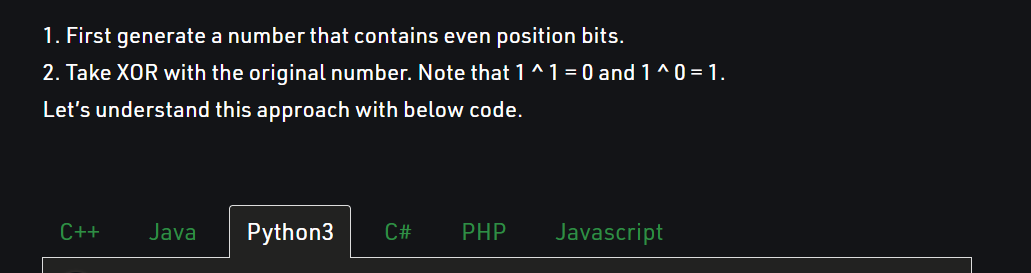 1. First generate a number that contains even position bits.
2. Take XOR with the original number. Note that 1 ^ 1 = 0 and 1 ^ 0 = 1.
Let's understand this approach with below code.
C++ Java Python3 C# PHP Javascript